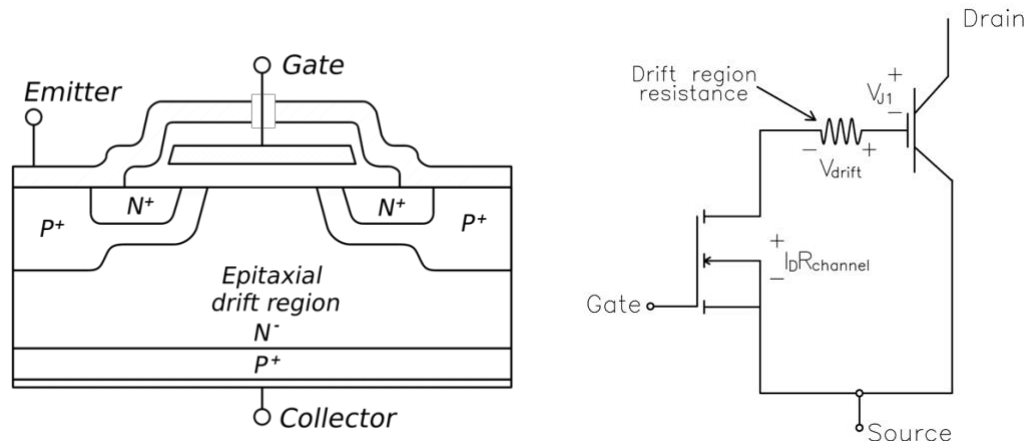 Emitter
Gate
N⁺
N⁺
P⁺
P⁺
Epitaxial
drift region
N⁻
P⁺
Collector
Drain
Drift region
resistance
+
V_J1
−
− +
V_drift
+
I_D R_channel
−
Gate
Source